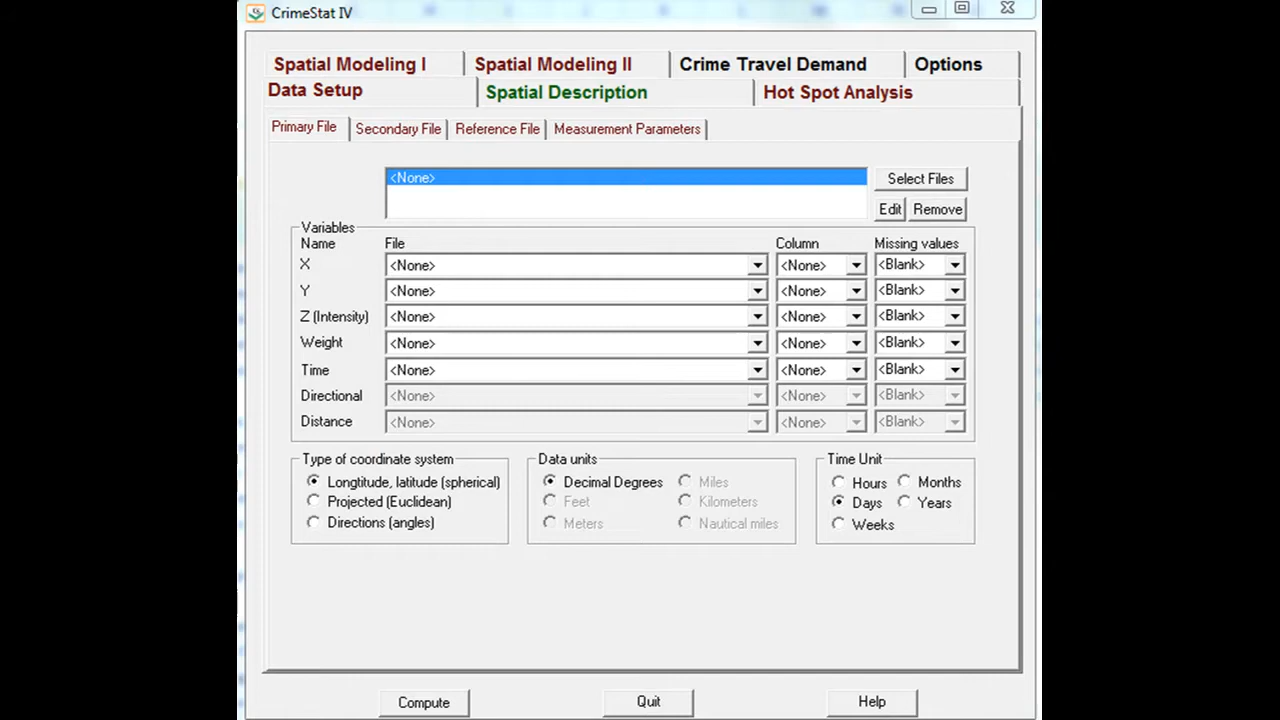 CrimeStat IV
Spatial Modeling I Spatial Modeling II Crime Travel Demand Options
Data Setup Spatial Description Hot Spot Analysis
Primary File Secondary File Reference File Measurement Parameters
<None> Select Files
Edit Remove
Variables
Name File Column Missing values
X <None> <None> <Blank>
Y <None> <None> <Blank>
Z (Intensity) <None> <None> <Blank>
Weight <None> <None> <Blank>
Time <None> <None> <Blank>
Directional <None> <None> <Blank>
Distance <None> <None> <Blank>
Type of coordinate system Data units Time Unit
Longtitude, latitude (spherical) Decimal Degrees Miles Hours Months
Projected (Euclidean) Feet Kilometers Days Years
Directions (angles) Meters Nautical miles Weeks
Compute Quit Help